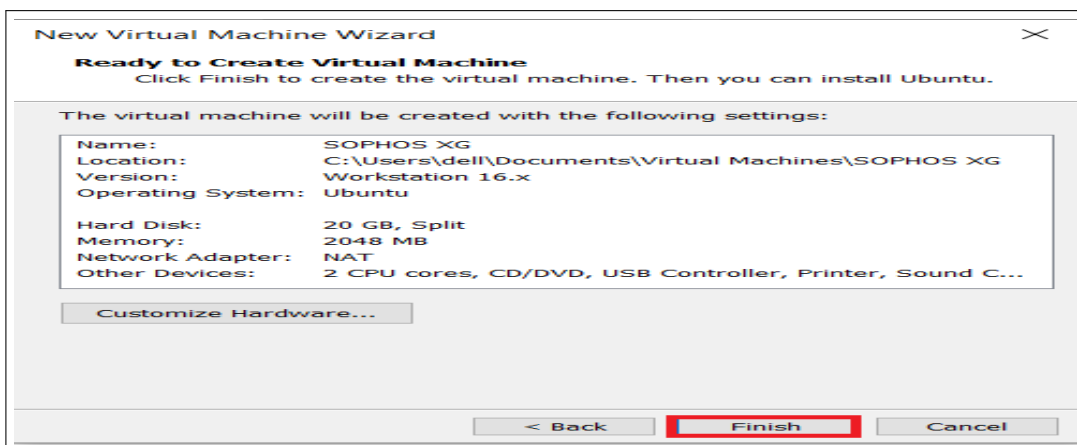 New Virtual Machine Wizard
Ready to Create Virtual Machine
Click Finish to create the virtual machine. Then you can install Ubuntu.
The virtual machine will be created with the following settings:
Name: SOPHOS XG
Location: C:\Users\dell\Documents\Virtual Machines\SOPHOS XG
Version: Workstation 16.x
Operating System: Ubuntu
Hard Disk: 20 GB, Split
Memory: 2048 MB
Network Adapter: NAT
Other Devices: 2 CPU cores, CD/DVD, USB Controller, Printer, Sound C...
Customize Hardware...
< Back Finish Cancel